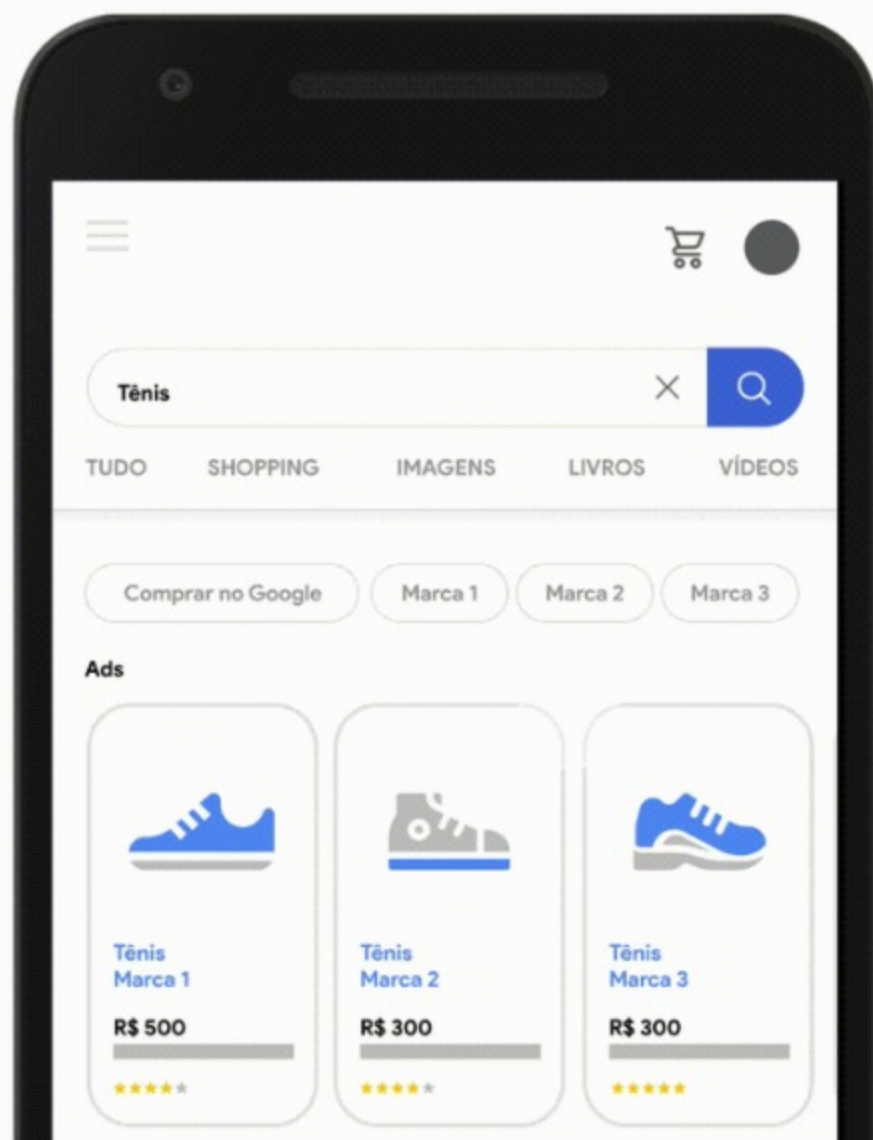 Tênis
TUDO SHOPPING IMAGENS LIVROS VÍDEOS
Comprar no Google Marca 1 Marca 2 Marca 3
Ads
Tênis
Marca 1
R$ 500
Tênis
Marca 2
R$ 300
Tênis
Marca 3
R$ 300